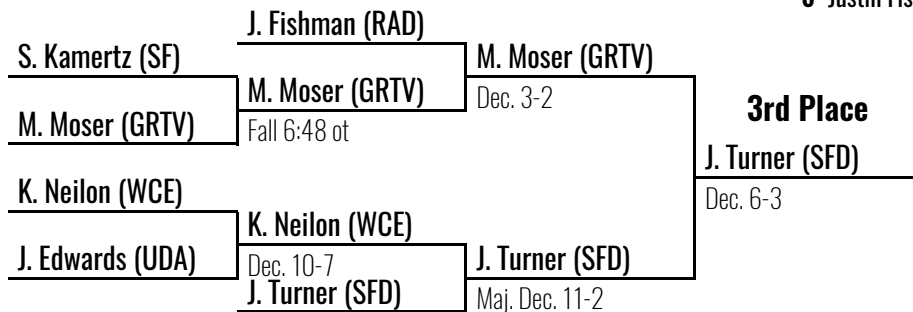 J. Fishman (RAD)
S. Kamertz (SF)
M. Moser (GRTV)
M. Moser (GRTV)
Dec. 3-2
M. Moser (GRTV)
Fall 6:48 ot
3rd Place
J. Turner (SFD)
Dec. 6-3
K. Neilon (WCE)
K. Neilon (WCE)
J. Edwards (UDA)
Dec. 10-7
J. Turner (SFD)
J. Turner (SFD)
Maj. Dec. 11-2